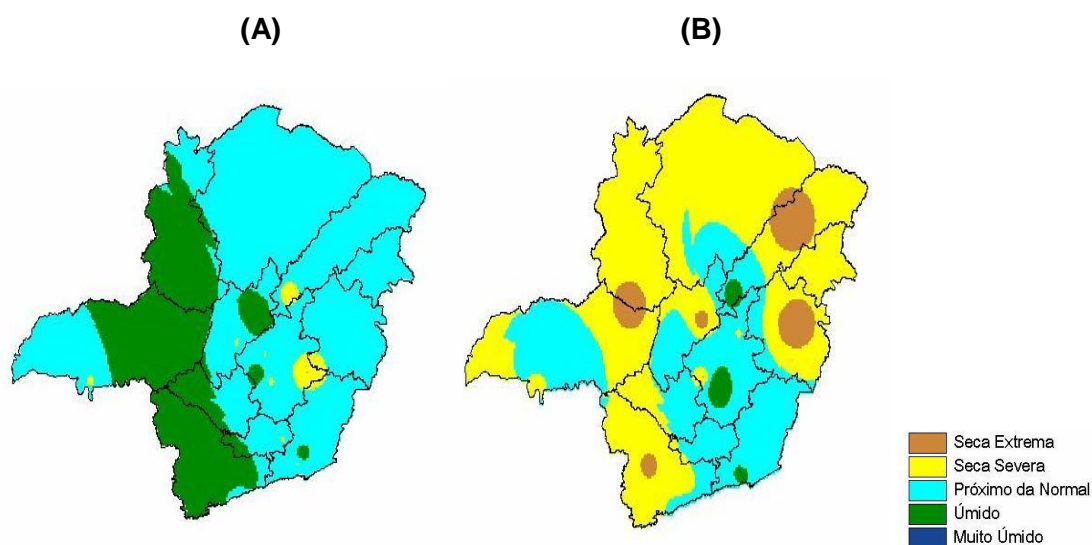 (A)
(B)
Seca Extrema
Seca Severa
Próximo da Normal
Úmido
Muito Úmido